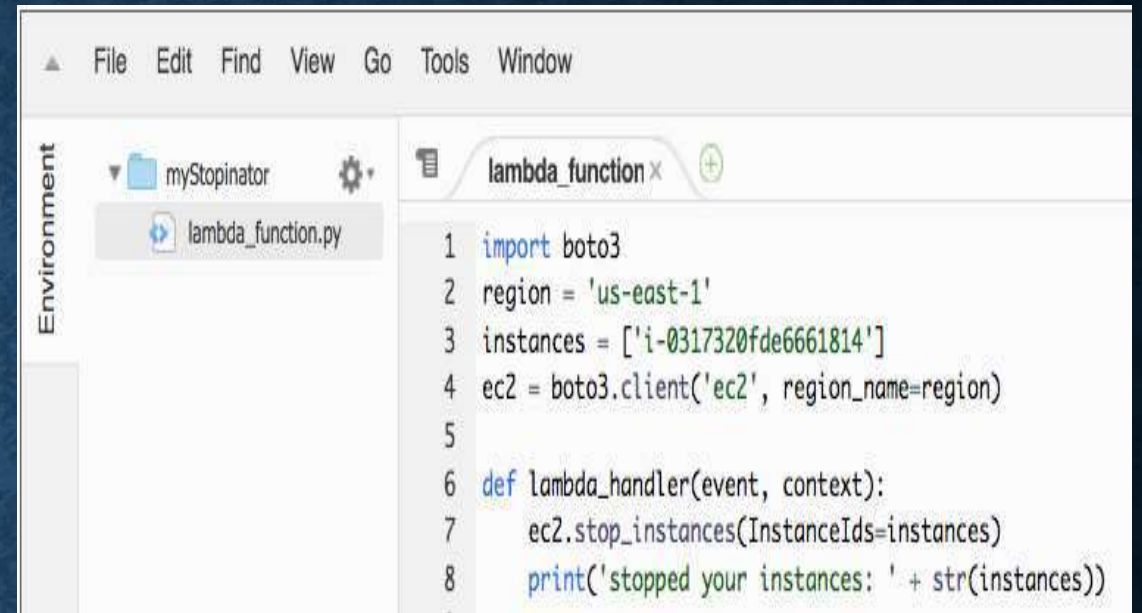 File Edit Find View Go Tools Window
Environment
myStopinator
lambda_function.py
lambda_function
1 import boto3
2 region = 'us-east-1'
3 instances = ['i-0317320fde6661814']
4 ec2 = boto3.client('ec2', region_name=region)
5
6 def lambda_handler(event, context):
7 ec2.stop_instances(InstanceIds=instances)
8 print('stopped your instances: ' + str(instances))